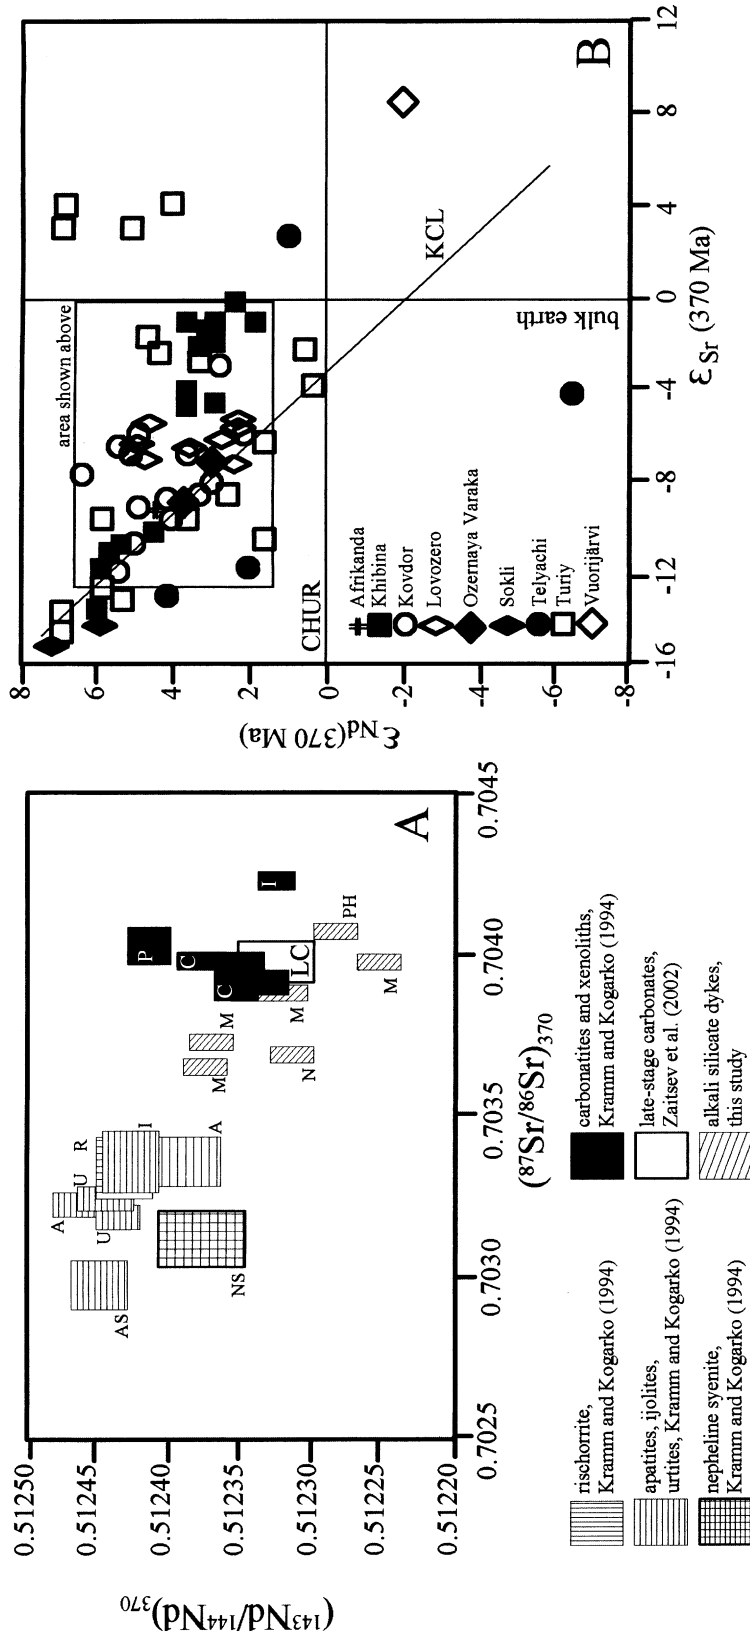 0.51250
0.51245
0.51240
0.51235
0.51230
0.51225
0.51220
(143Nd/144Nd)370
0.7025
0.7030
0.7035
0.7040
0.7045
(87Sr/86Sr)370
A
AS
A
U
U
R
I
A
NS
P
C
C
I
LC
PH
M
M
M
M
N
rischorrite,
Kramm and Kogarko (1994)
apatites, ijolites,
urtites, Kramm and Kogarko (1994)
nepheline syenite,
Kramm and Kogarko (1994)
carbonatites and xenoliths,
Kramm and Kogarko (1994)
late-stage carbonates,
Zaitsev et al. (2002)
alkali silicate dykes,
this study
8
6
4
2
0
-2
-4
-6
-8
εNd(370 Ma)
-16
-12
-8
-4
0
4
8
12
εSr (370 Ma)
B
area shown above
CHUR
KCL
bulk earth
Afrikanda
Khibina
Kovdor
Lovozero
Ozernaya Varaka
Sokli
Telyachi
Turiy
Vuorijärvi